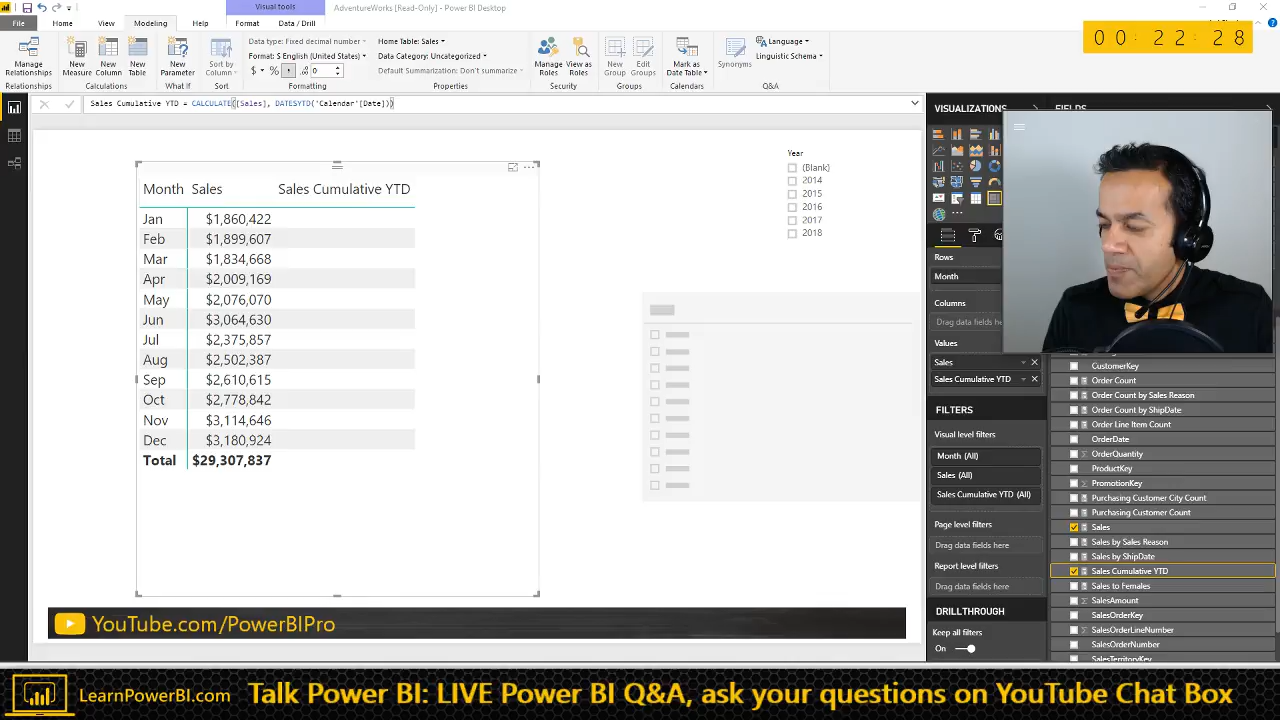 Visual tools
AdventureWorks [Read-Only] - Power BI Desktop
File
Home
View
Modeling
Help
Format
Data / Drill
00:22:28
Manage Relationships
New Measure
New Column
New Table
New Parameter
Sort by Column
Data type: Fixed decimal number
Format: $ English (United States)
$ % , .00 0
Home Table: Sales
Data Category: Uncategorized
Default Summarization: Don't summarize
Manage Roles
View as Roles
New Group
Edit Groups
Mark as Date Table
Synonyms
Language
Linguistic Schema
Relationships
Calculations
What If
Formatting
Properties
Security
Groups
Calendars
Q&A
Sales Cumulative YTD = CALCULATE([Sales], DATESYTD('Calendar'[Date]))
VISUALIZATIONS
FIELDS
Month Sales Sales Cumulative YTD
Jan $1,860,422
Feb $1,899,607
Mar $1,834,668
Apr $2,009,169
May $2,076,070
Jun $3,064,630
Jul $2,375,857
Aug $2,502,387
Sep $2,610,615
Oct $2,778,842
Nov $3,114,646
Dec $3,180,924
Total $29,307,837
Year
(Blank)
2014
2015
2016
2017
2018
Rows
Month
Columns
Drag data fields
Values
Sales
Sales Cumulative YTD
FILTERS
Visual level filters
Month (All)
Sales (All)
Sales Cumulative YTD (All)
Page level filters
Drag data fields here
Report level filters
Drag data fields here
DRILLTHROUGH
Keep all filters
On
CustomerKey
Order Count
Order Count by Sales Reason
Order Count by ShipDate
Order Line Item Count
OrderDate
OrderQuantity
ProductKey
PromotionKey
Purchasing Customer City Count
Purchasing Customer Count
Sales
Sales by Sales Reason
Sales by ShipDate
Sales Cumulative YTD
Sales to Females
SalesAmount
SalesOrderKey
SalesOrderLineNumber
SalesOrderNumber
SalesTerritoryKey
YouTube.com/PowerBIPro
LearnPowerBI.com
Talk Power BI: LIVE Power BI Q&A, ask your questions on YouTube Chat Box